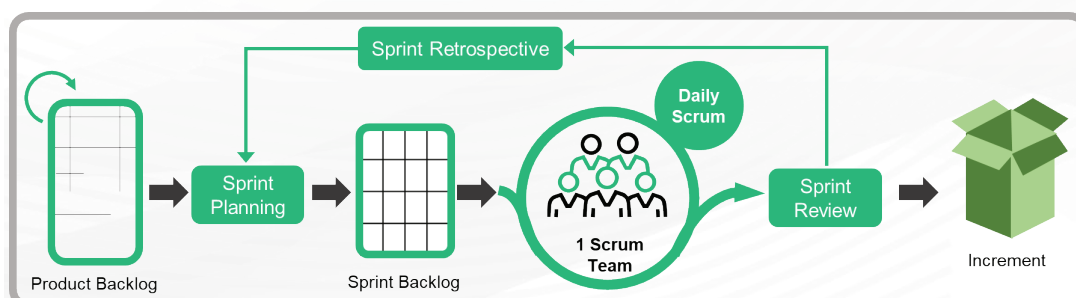 Sprint Retrospective
Daily
Scrum
Sprint
Planning
Sprint
Review
1 Scrum
Team
Product Backlog
Sprint Backlog
Increment